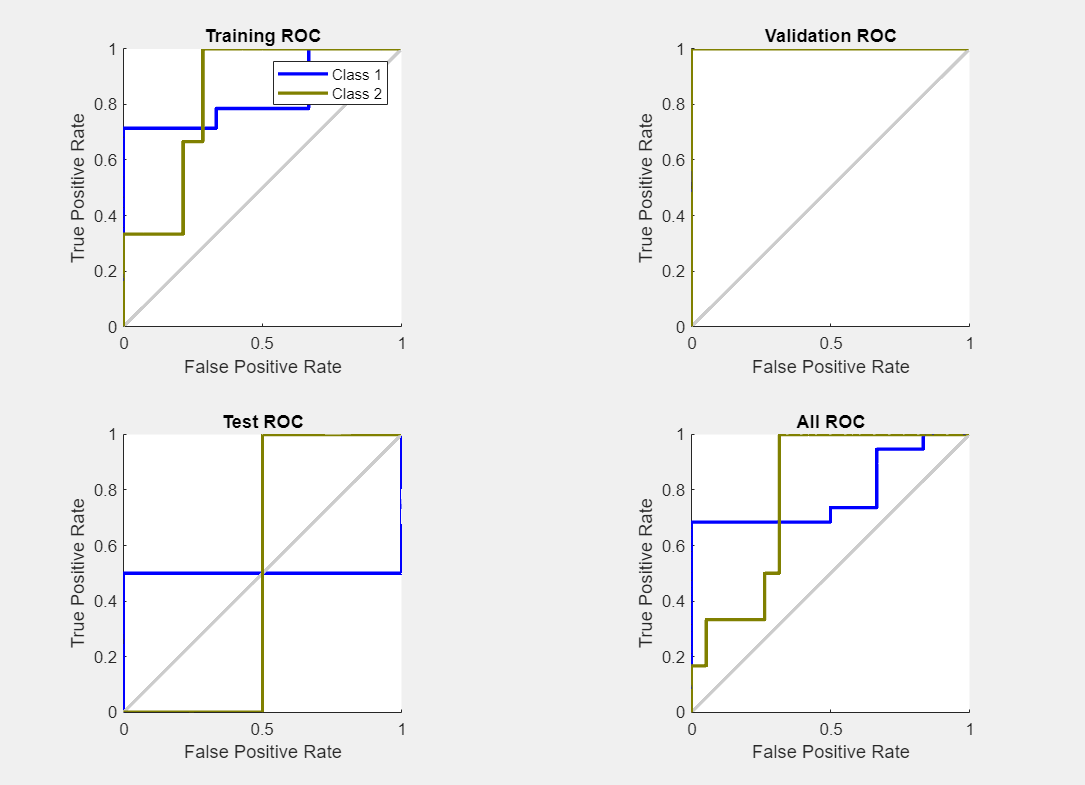 Training ROC
Class 1
Class 2
True Positive Rate
1
0.8
0.6
0.4
0.2
0
0 0.5 1
False Positive Rate
Validation ROC
True Positive Rate
1
0.8
0.6
0.4
0.2
0
0 0.5 1
False Positive Rate
Test ROC
True Positive Rate
1
0.8
0.6
0.4
0.2
0
0 0.5 1
False Positive Rate
All ROC
True Positive Rate
1
0.8
0.6
0.4
0.2
0
0 0.5 1
False Positive Rate